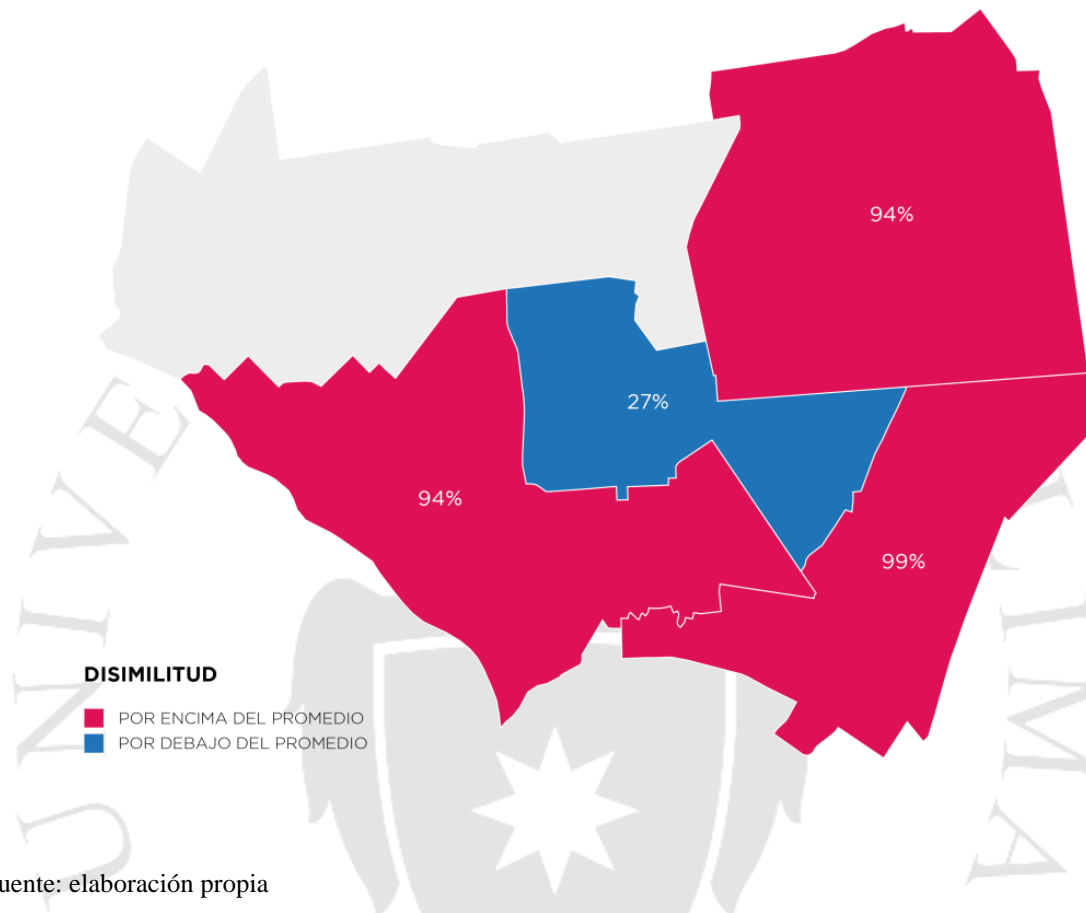 94%
27%
94%
99%
DISIMILITUD
POR ENCIMA DEL PROMEDIO
POR DEBAJO DEL PROMEDIO
uente: elaboración propia